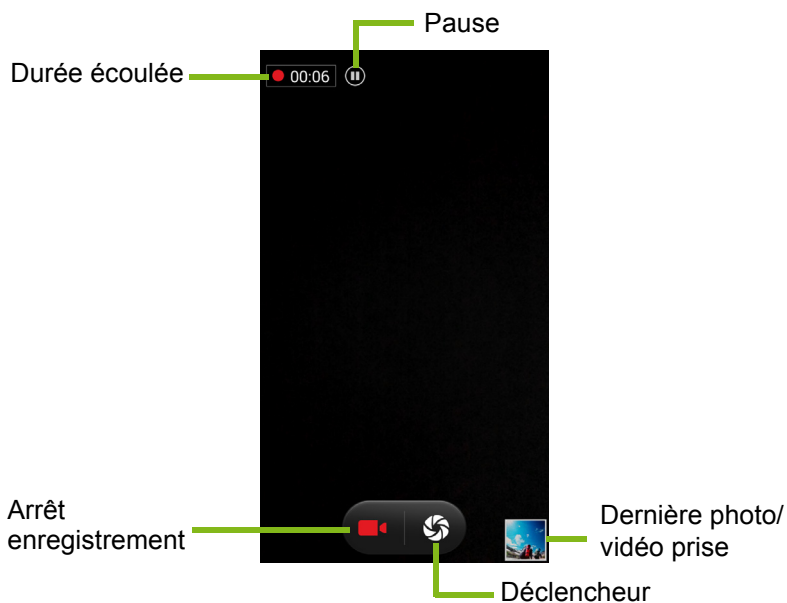 Pause
Durée écoulée
00:06
Arrêt
enregistrement
Dernière photo/
vidéo prise
Déclencheur